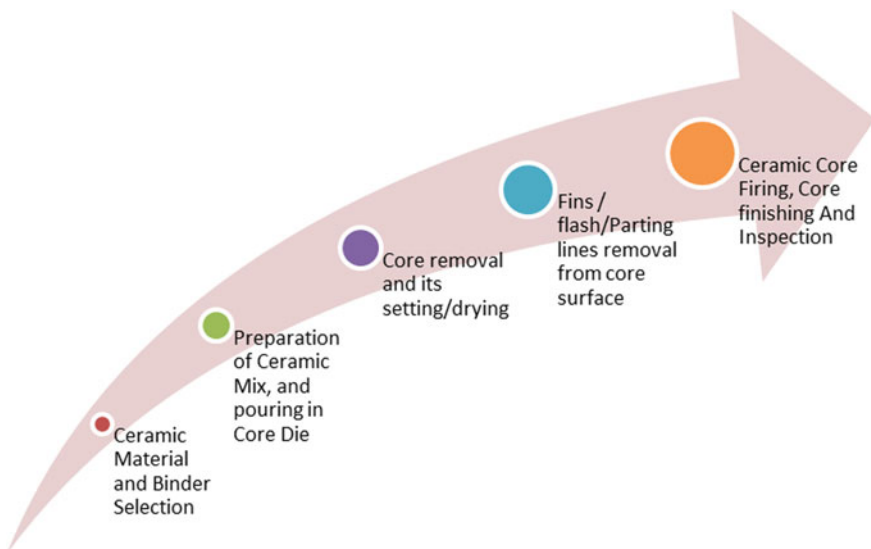 Ceramic
Material
and Binder
Selection
Preparation
of Ceramic
Mix, and
pouring in
Core Die
Core removal
and its
setting/drying
Fins /
flash/Parting
lines removal
from core
surface
Ceramic Core
Firing, Core
finishing And
Inspection